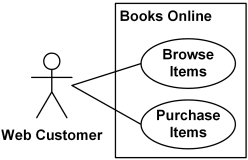 Books Online
Browse
Items
Purchase
Items
Web Customer